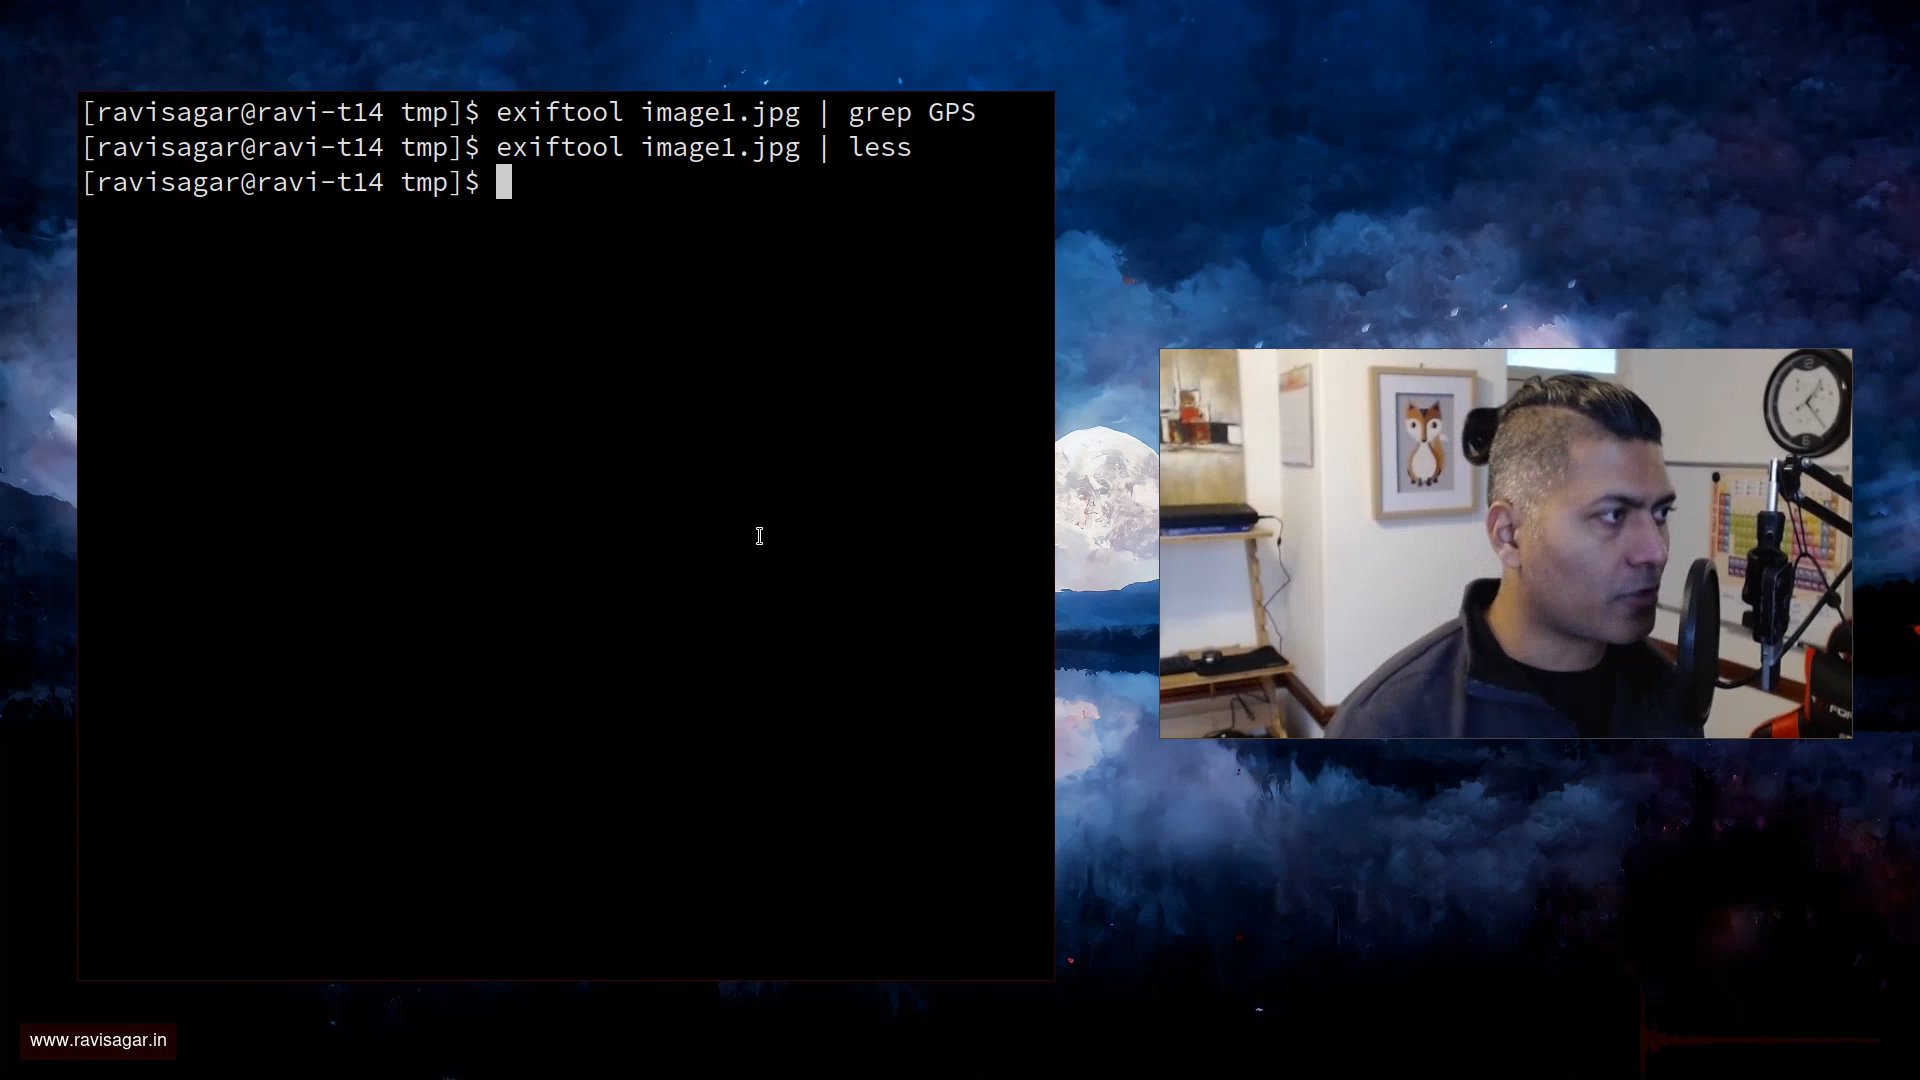 [ravisagar@ravi-t14 tmp]$ exiftool image1.jpg | grep GPS
[ravisagar@ravi-t14 tmp]$ exiftool image1.jpg | less
[ravisagar@ravi-t14 tmp]$
www.ravisagar.in